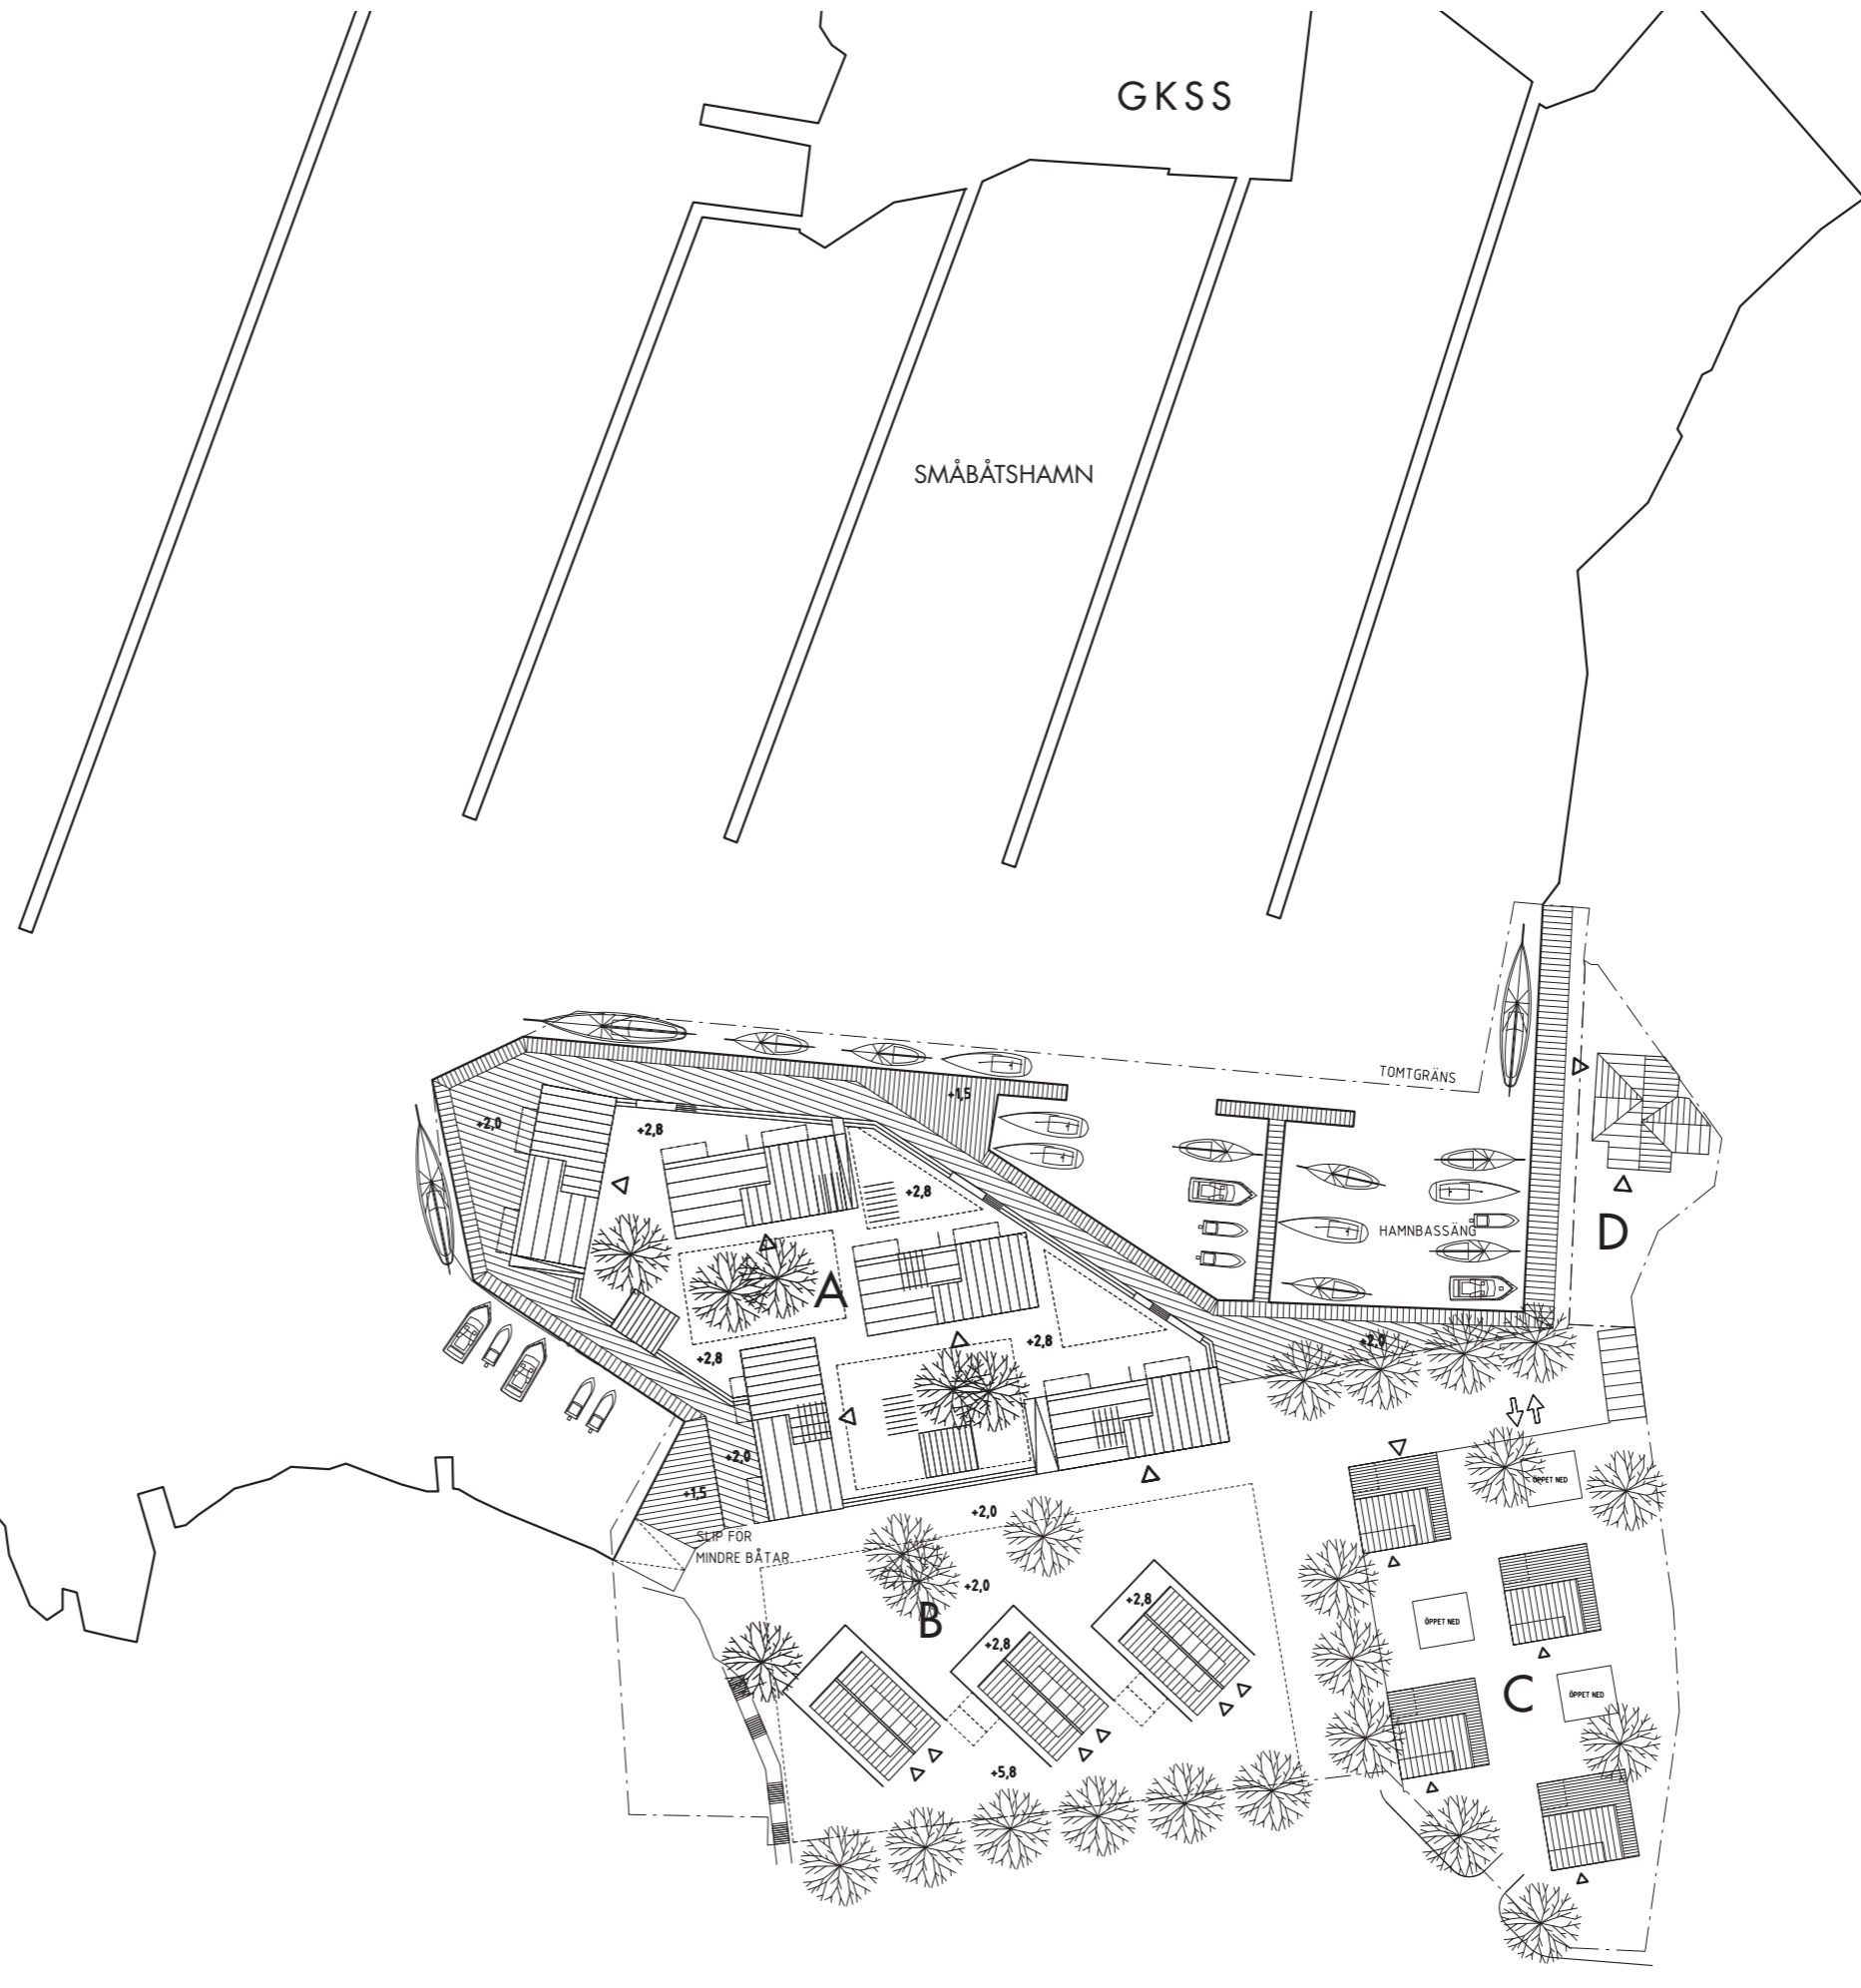 GKSS
SMÅBÅTSHAMN
TOMTGRÄNS
+1,5
+2,0
+2,8
+2,8
HAMNBASSÄNG
D
A
+2,8
+2,8
+2,0
+2,0
+1,5
ÖPPET NED
+2,0
SLIP FÖR
MINDRE BÅTAR
+2,0
+2,8
B
ÖPPET NED
+2,8
C
ÖPPET NED
+5,8